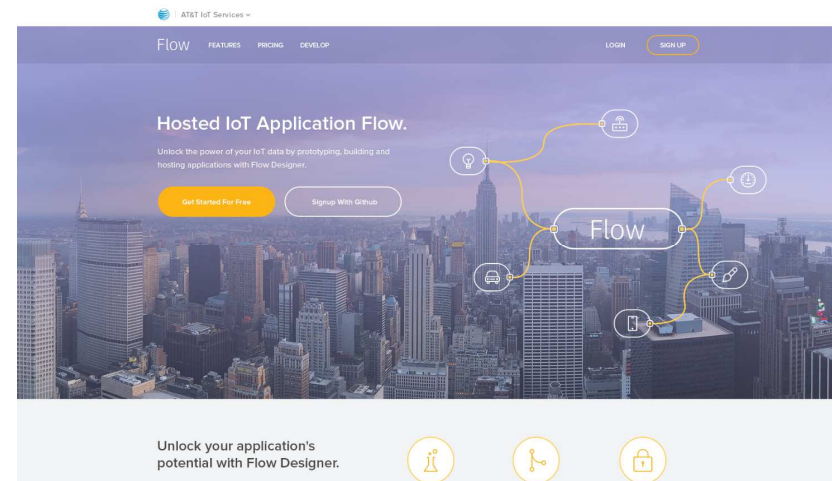 AT&T IoT Services
Flow FEATURES PRICING DEVELOP LOGIN SIGN UP
Hosted IoT Application Flow.
Unlock the power of your IoT data by prototyping, building and
hosting applications with Flow Designer.
Get Started For Free Signup With Github
Flow
Unlock your application's
potential with Flow Designer.